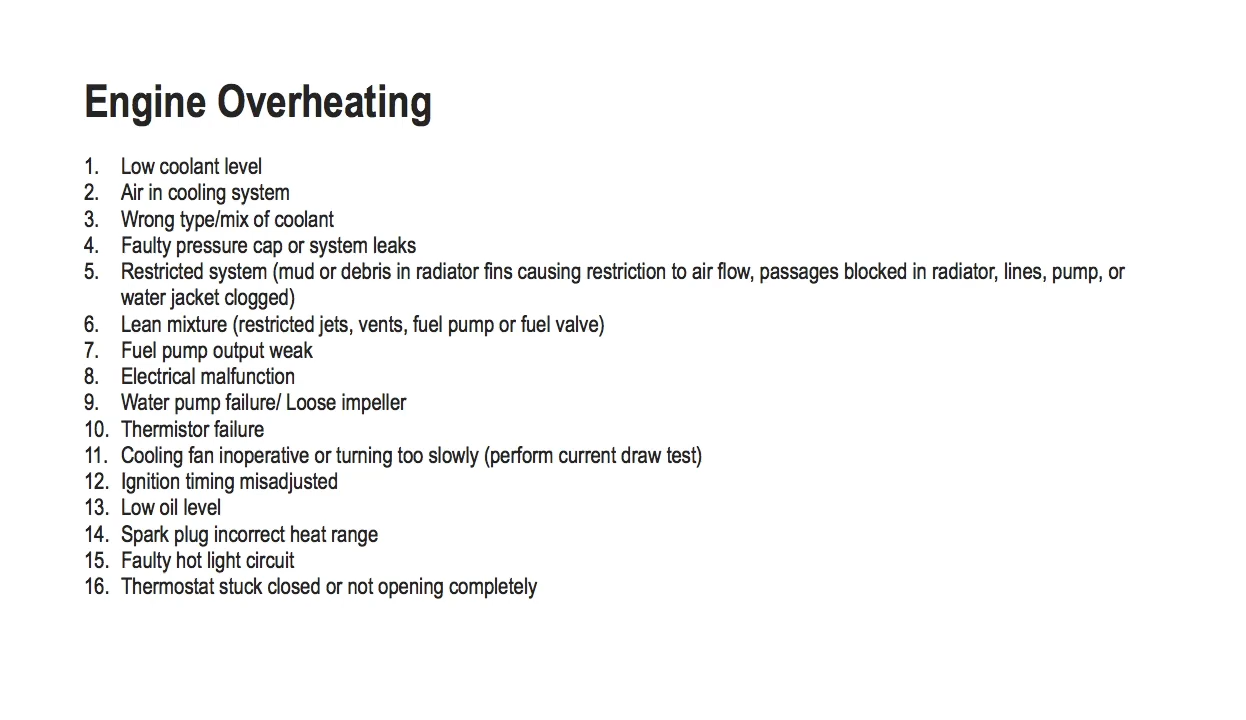 Engine Overheating
1. Low coolant level
2. Air in cooling system
3. Wrong type/mix of coolant
4. Faulty pressure cap or system leaks
5. Restricted system (mud or debris in radiator fins causing restriction to air flow, passages blocked in radiator, lines, pump, or
water jacket clogged)
6. Lean mixture (restricted jets, vents, fuel pump or fuel valve)
7. Fuel pump output weak
8. Electrical malfunction
9. Water pump failure/ Loose impeller
10. Thermistor failure
11. Cooling fan inoperative or turning too slowly (perform current draw test)
12. Ignition timing misadjusted
13. Low oil level
14. Spark plug incorrect heat range
15. Faulty hot light circuit
16. Thermostat stuck closed or not opening completely